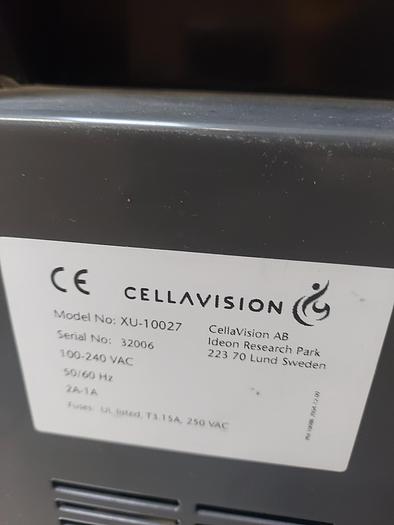 CE CELLAVISION
Model No: XU-10027
Serial No: 32006
100-240 VAC
50/60 Hz
2A-1A
Fuses: UL listed, T3.15A, 250 VAC
CellaVision AB
Ideon Research Park
223 70 Lund Sweden